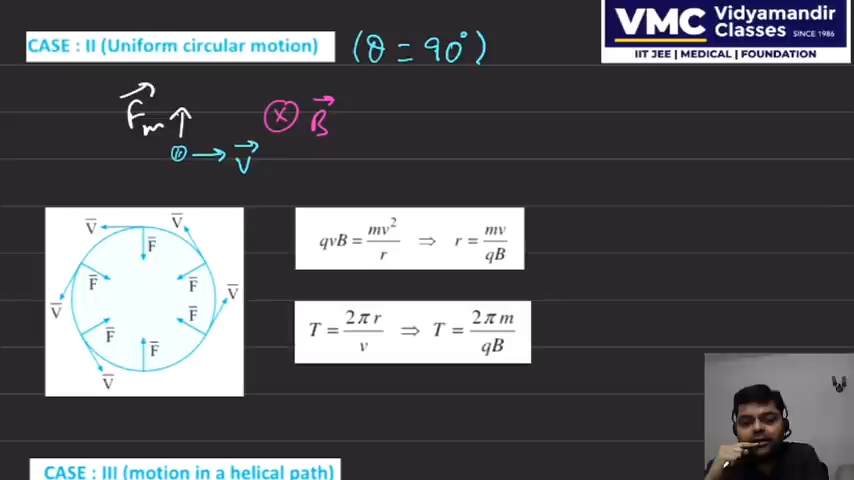 CASE : II (Uniform circular motion) (θ = 90°)
VMC Vidyamandir Classes SINCE 1986
IIT JEE | MEDICAL | FOUNDATION
F⃗m ↑ ⊗ B⃗
→ V⃗
V̄ V̄
F̄
F̄ F̄
V̄ V̄
F̄ F̄
F̄
V̄
qvB = mv²/r ⇒ r = mv/qB
T = 2πr/v ⇒ T = 2πm/qB
CASE : III (motion in a helical path)